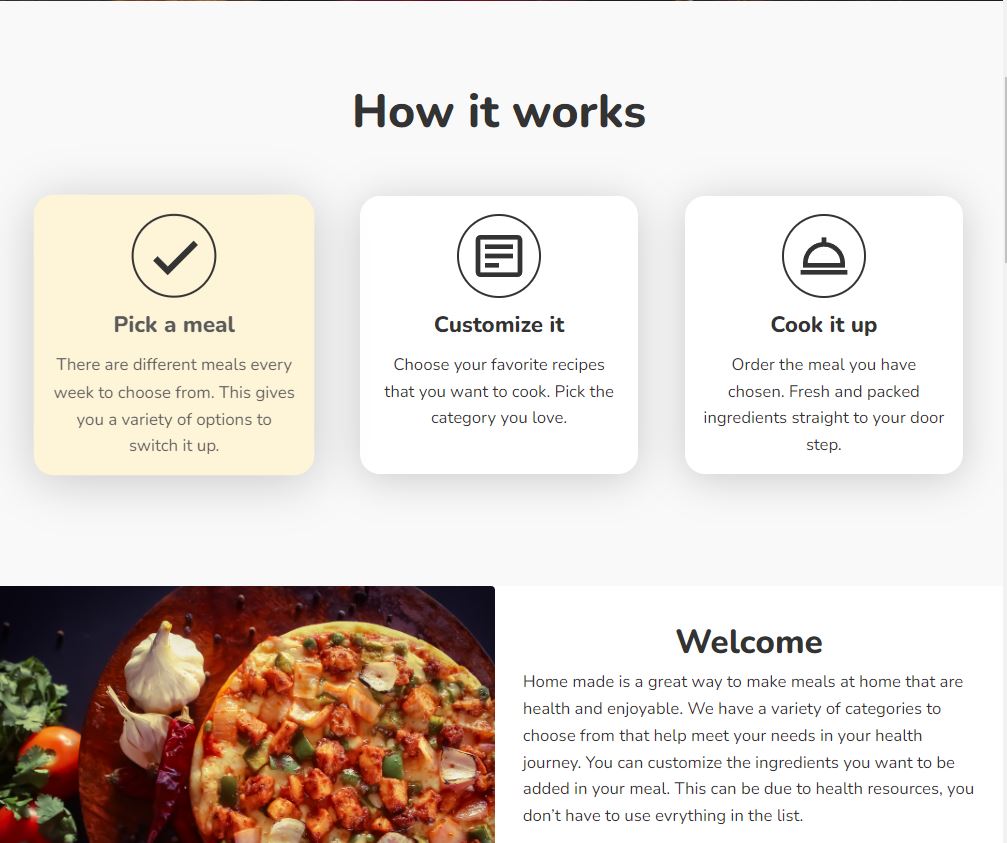 How it works
Pick a meal
There are different meals every
week to choose from. This gives
you a variety of options to
switch it up.
Customize it
Choose your favorite recipes
that you want to cook. Pick the
category you love.
Cook it up
Order the meal you have
chosen. Fresh and packed
ingredients straight to your door
step.
Welcome
Home made is a great way to make meals at home that are
health and enjoyable. We have a variety of categories to
choose from that help meet your needs in your health
journey. You can customize the ingredients you want to be
added in your meal. This can be due to health resources, you
don’t have to use evrything in the list.